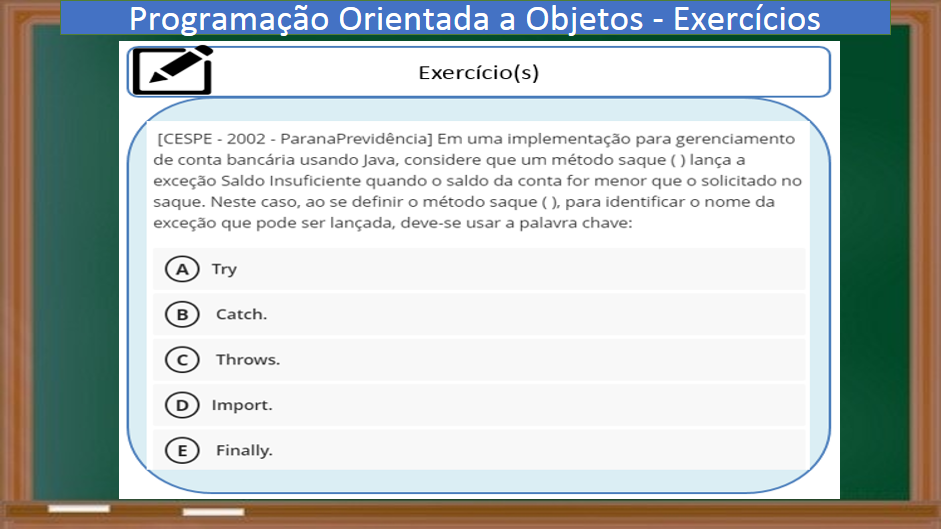 Programação Orientada a Objetos - Exercícios
Exercício(s)
[CESPE - 2002 - ParanaPrevidência] Em uma implementação para gerenciamento
de conta bancária usando Java, considere que um método saque ( ) lança a
exceção Saldo Insuficiente quando o saldo da conta for menor que o solicitado no
saque. Neste caso, ao se definir o método saque ( ), para identificar o nome da
exceção que pode ser lançada, deve-se usar a palavra chave:
A Try
B Catch.
C Throws.
D Import.
E Finally.